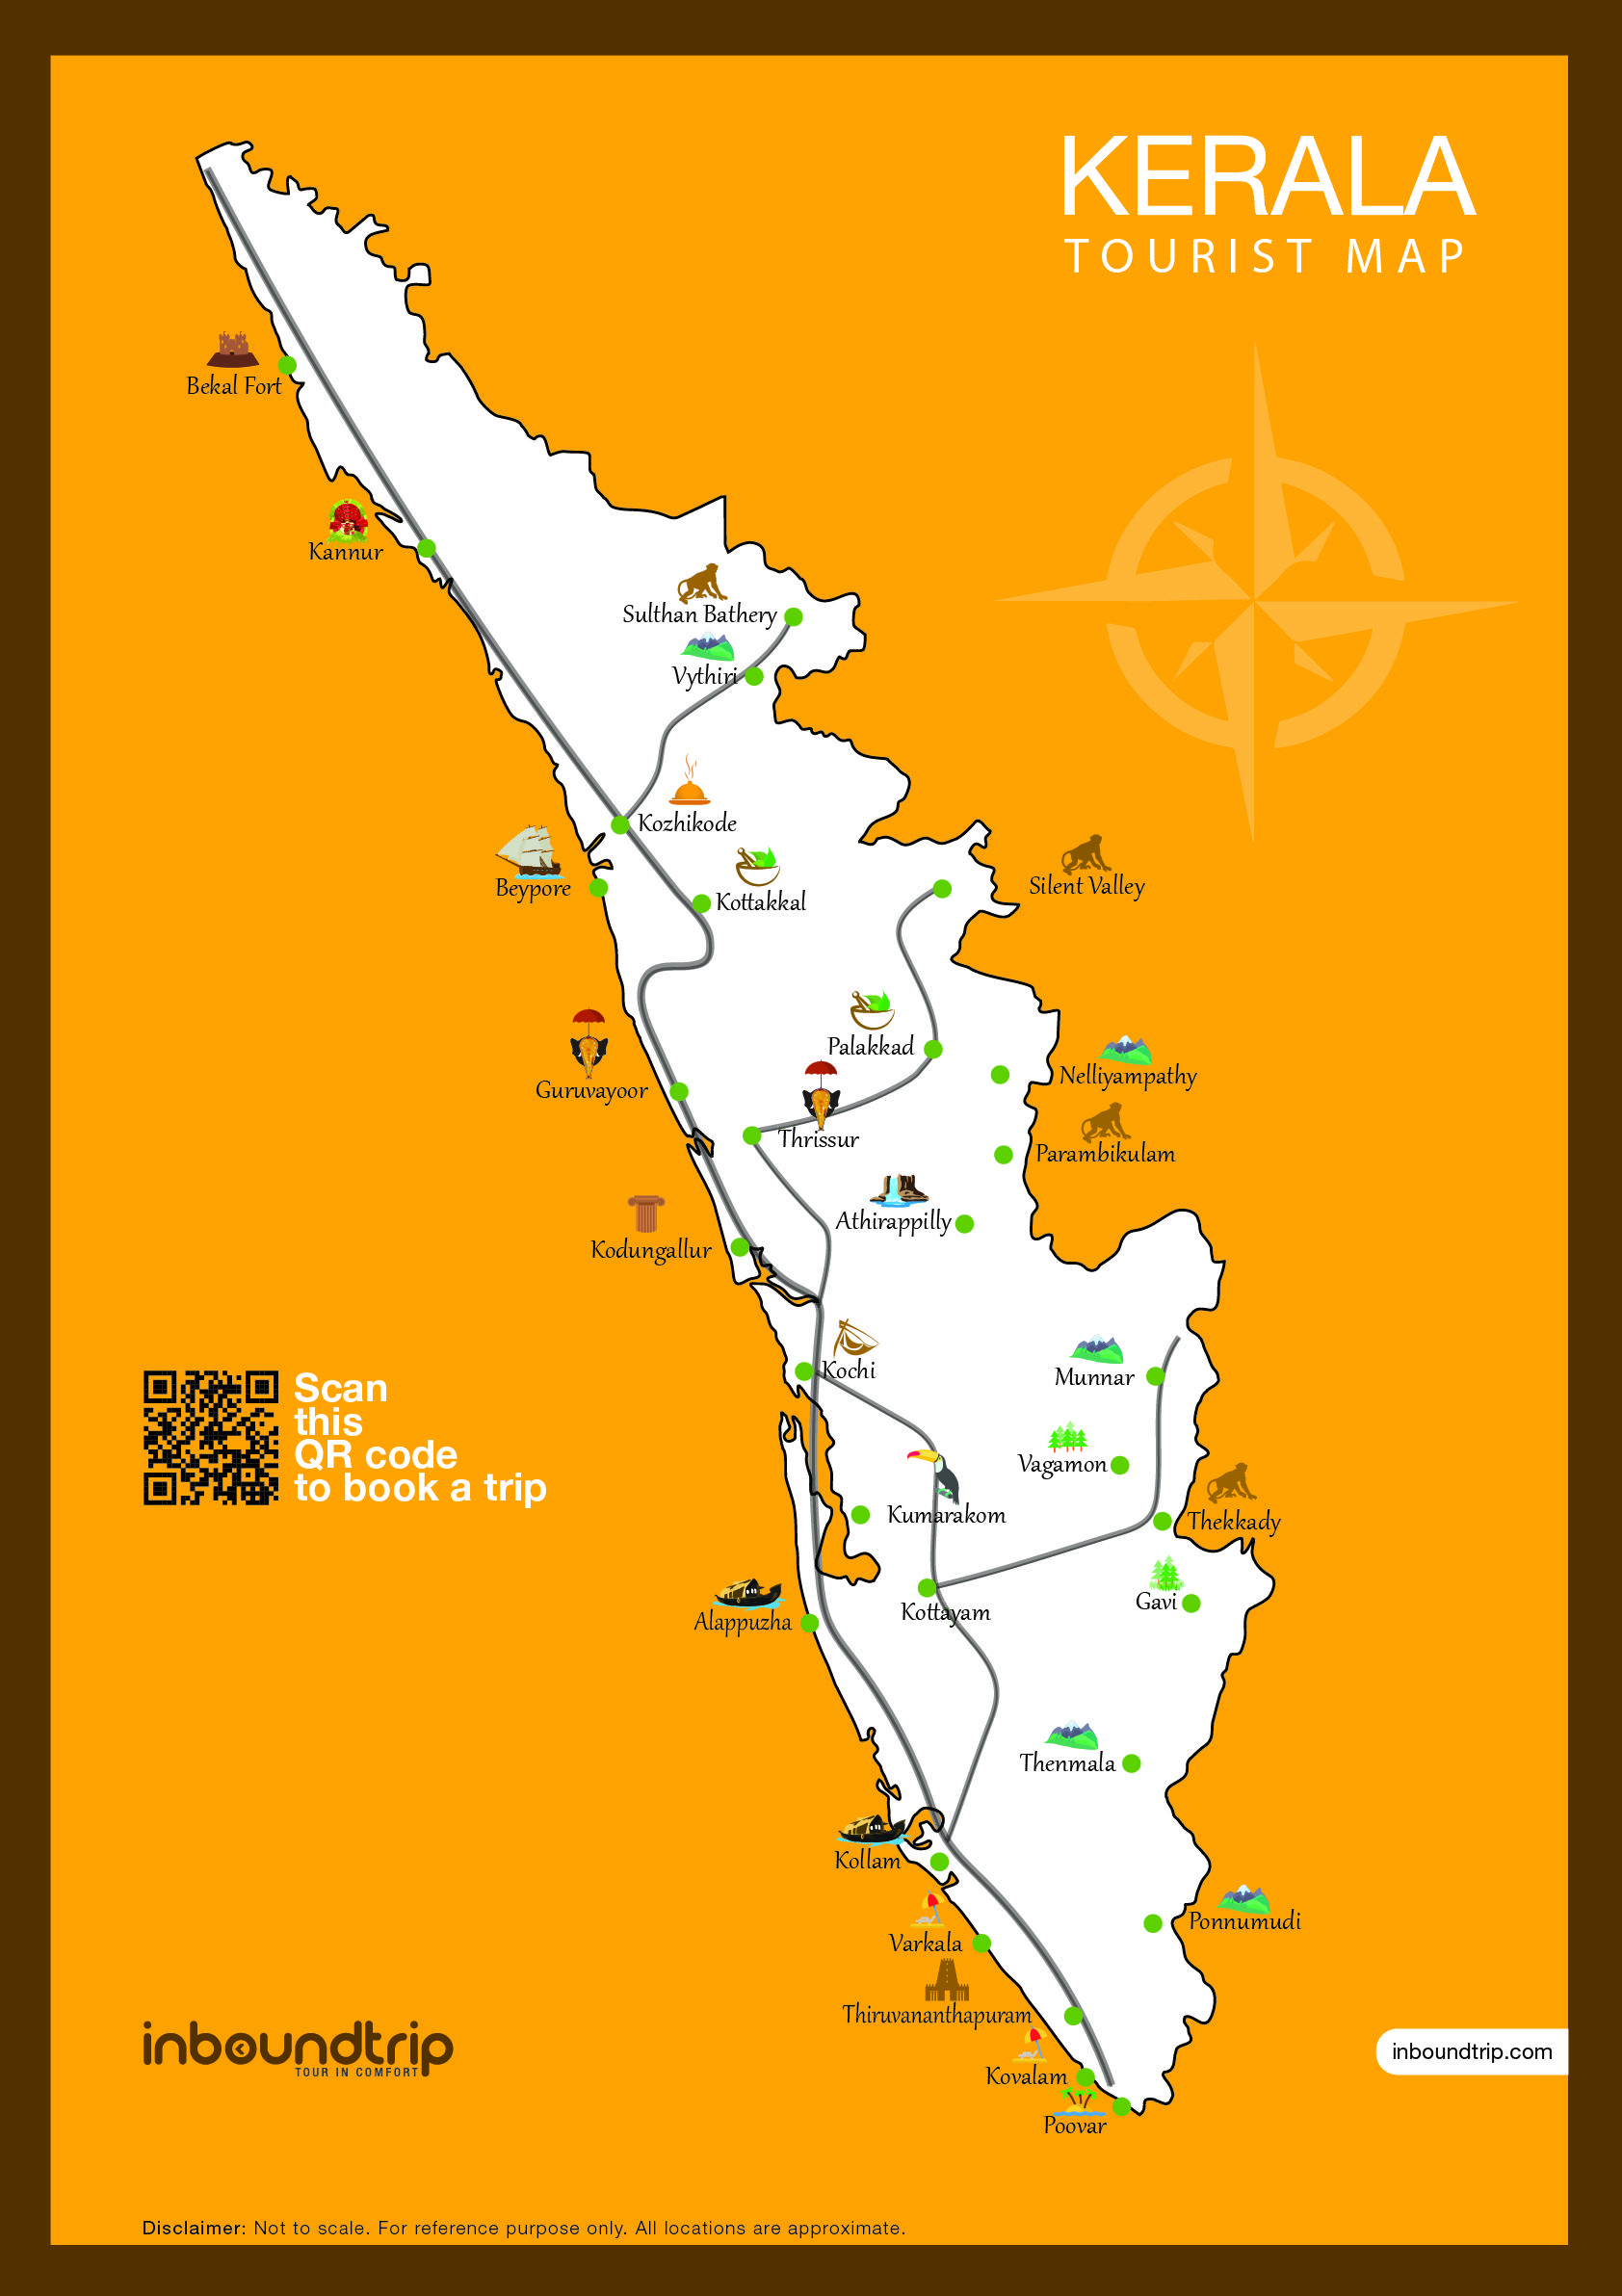 KERALA
TOURIST MAP
Bekal Fort
Kannur
Sulthan Bathery
Vythiri
Kozhikode
Beypore
Silent Valley
Kottakkal
Palakkad
Nelliyampathy
Guruvayoor
Thrissur
Parambikulam
Athirappilly
Kodungallur
Kochi
Munnar
Scan
this
QR code
to book a trip
Vagamon
Kumarakom
Thekkady
Gavi
Kottayam
Alappuzha
Thenmala
Kollam
Ponnumudi
Varkala
Thiruvananthapuram
Kovalam
Poovar
inboundtrip
TOUR IN COMFORT
inboundtrip.com
Disclaimer: Not to scale. For reference purpose only. All locations are approximate.